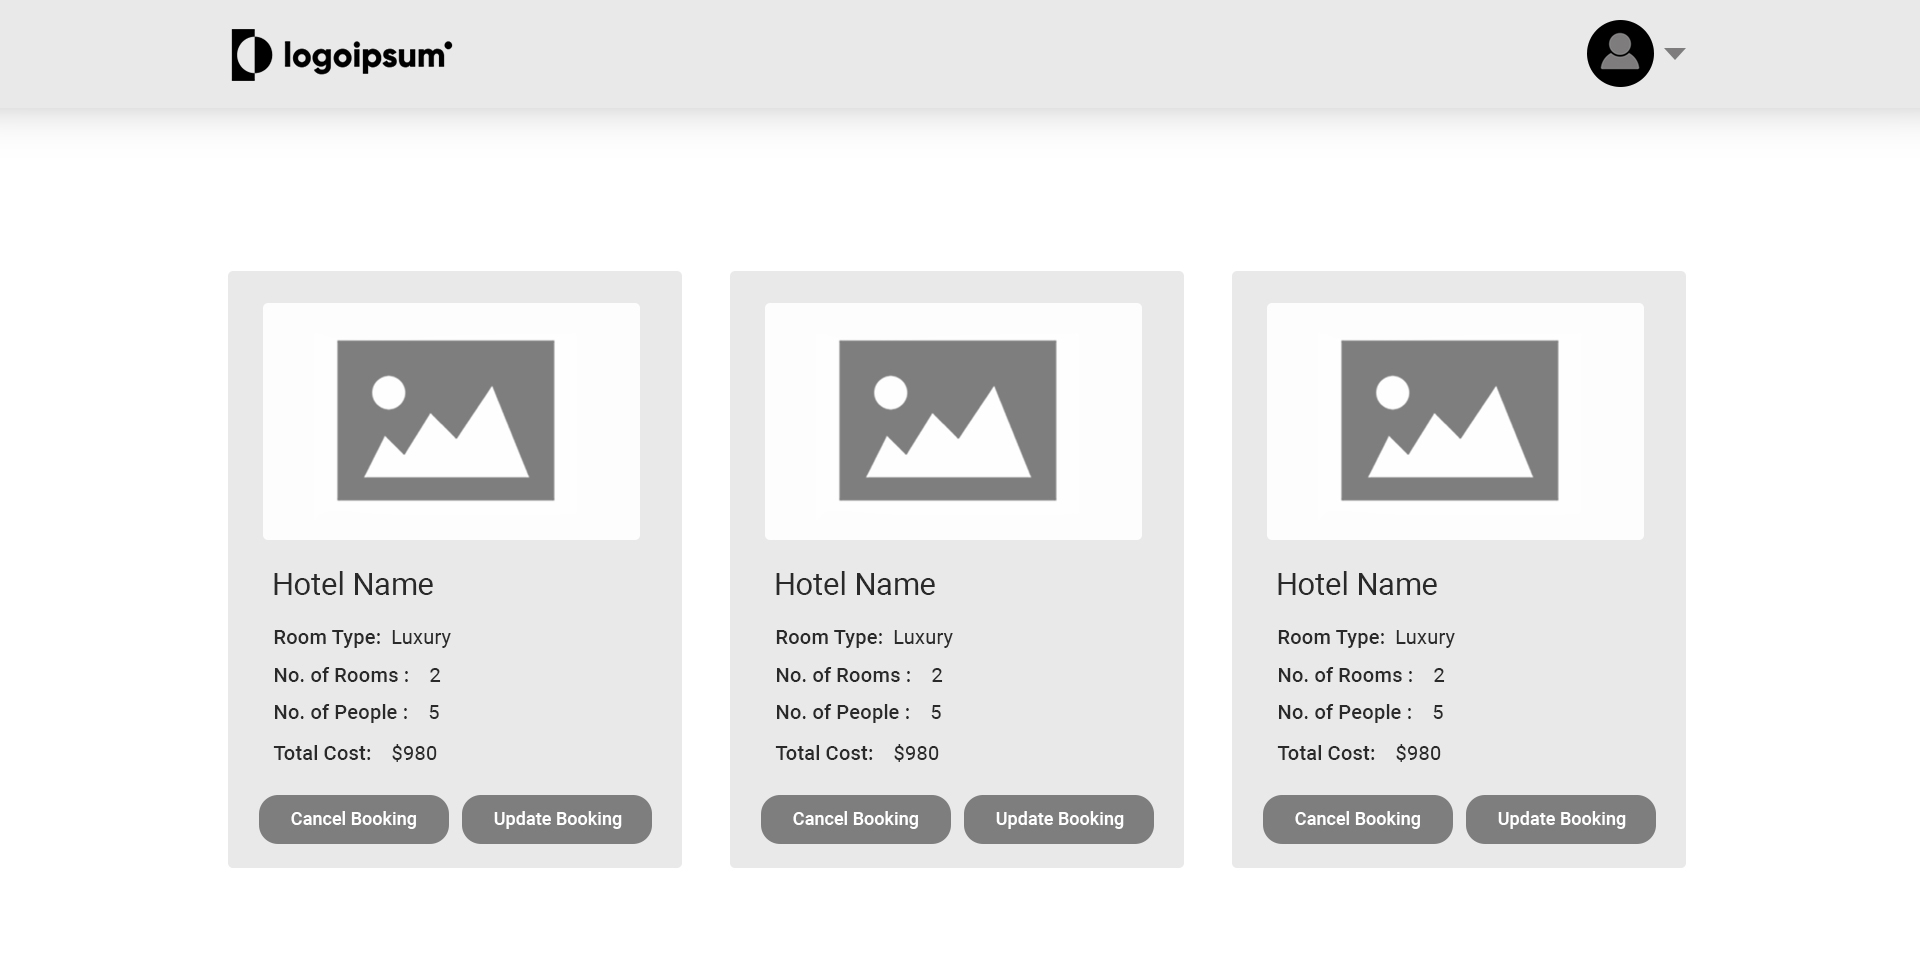 logoipsum
Hotel Name
Room Type: Luxury
No. of Rooms : 2
No. of People : 5
Total Cost: $980
Cancel Booking
Update Booking
Hotel Name
Room Type: Luxury
No. of Rooms : 2
No. of People : 5
Total Cost: $980
Cancel Booking
Update Booking
Hotel Name
Room Type: Luxury
No. of Rooms : 2
No. of People : 5
Total Cost: $980
Cancel Booking
Update Booking